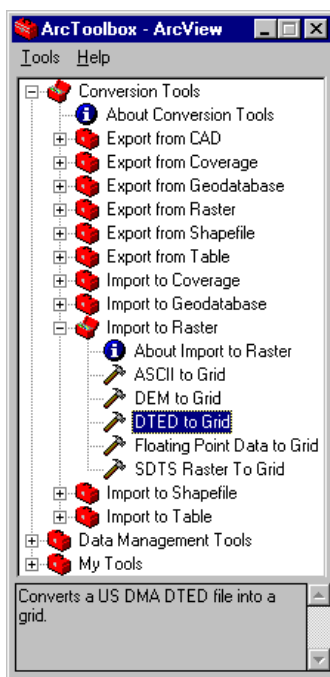 ArcToolbox - ArcView
Tools Help
Conversion Tools
About Conversion Tools
Export from CAD
Export from Coverage
Export from Geodatabase
Export from Raster
Export from Shapefile
Export from Table
Import to Coverage
Import to Geodatabase
Import to Raster
About Import to Raster
ASCII to Grid
DEM to Grid
DTED to Grid
Floating Point Data to Grid
SDTS Raster To Grid
Import to Shapefile
Import to Table
Data Management Tools
My Tools
Converts a US DMA DTED file into a
grid.